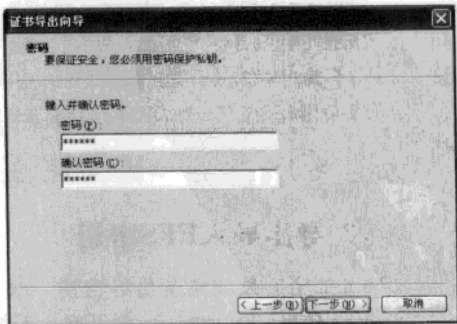 证书导出向导
密码
要保证安全，您必须用密码保护私钥。
键入并确认密码。
密码(P):
******
确认密码(C):
******
<上一步(B) 下一步(N)> 取消